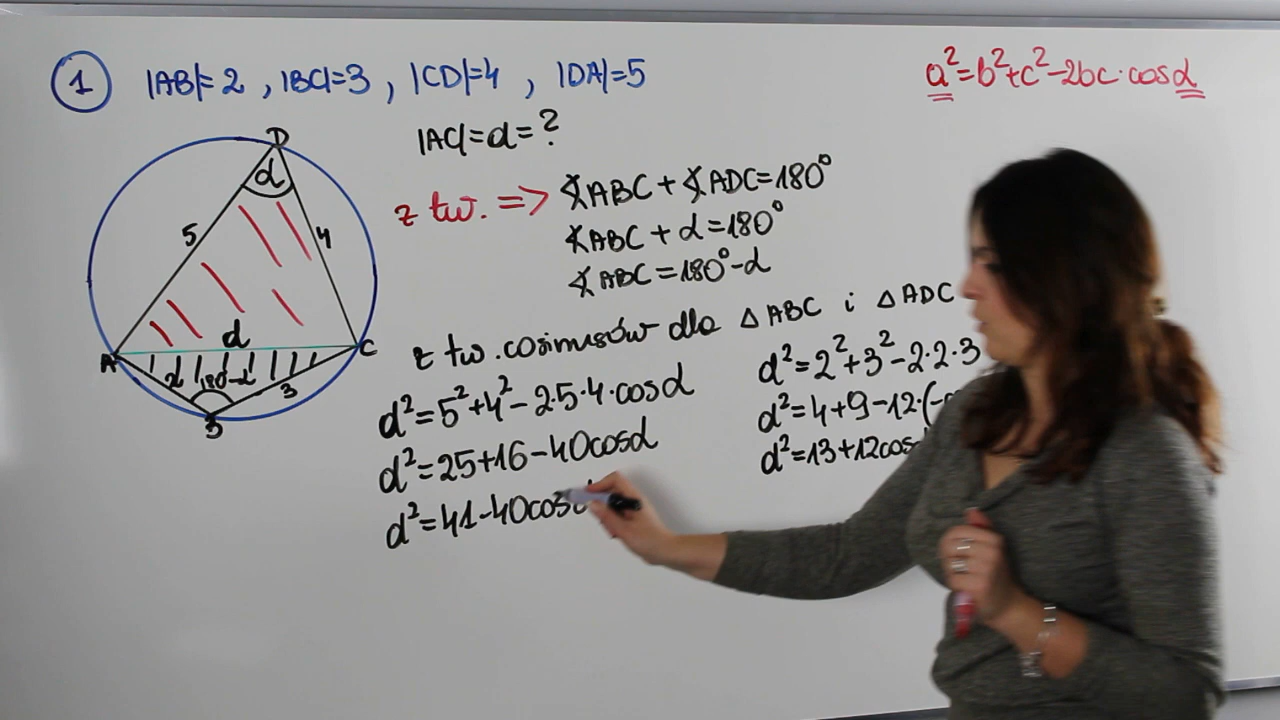 1 |AB|=2 , |BC|=3 , |CD|=4 , |DA|=5
a²=b²+c²-2bc·cosα
|AC|=d=?
z tw. => ∢ABC + ∢ADC=180°
∢ABC + α=180°
∢ABC =180°-α
z tw. cosinusów dla △ABC i △ADC
d²=5²+4²-2·5·4·cosα
d²=25+16-40cosα
d²=41-40cosα
d²=2²+3²-2·2·3
d²=4+9-12·(-
d²=13+12cos
D
α
5
4
d
A
C
2
180-α
3
B